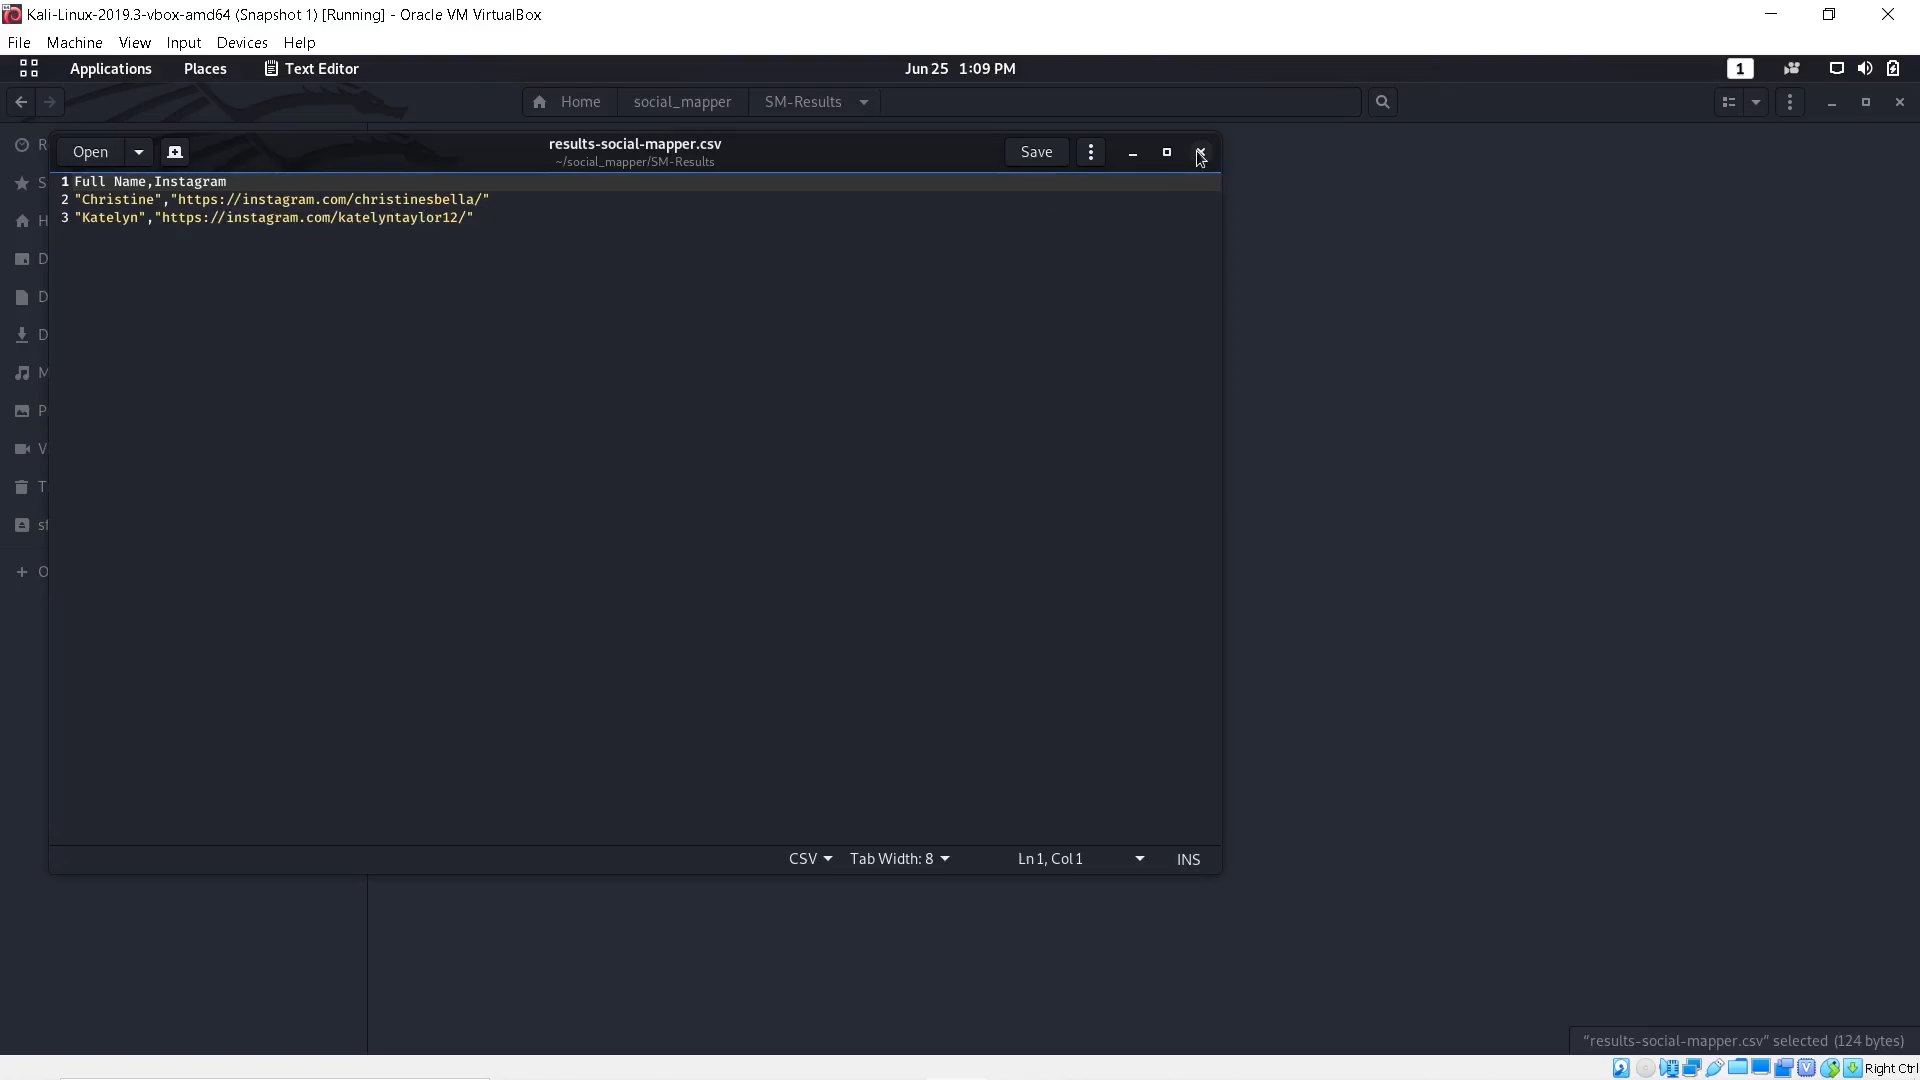 Kali-Linux-2019.3-vbox-amd64 (Snapshot 1) [Running] - Oracle VM VirtualBox
File Machine View Input Devices Help
Applications Places Text Editor Jun 25 1:09 PM 1
Home social_mapper SM-Results
Open results-social-mapper.csv Save
~/social_mapper/SM-Results
1 Full Name,Instagram
2 "Christine","https://instagram.com/christinesbella/"
3 "Katelyn","https://instagram.com/katelyntaylor12/"
R
S
H
D
D
D
M
P
V
T
sf
+ O
CSV Tab Width: 8 Ln 1, Col 1 INS
"results-social-mapper.csv" selected (124 bytes)
Right Ctrl